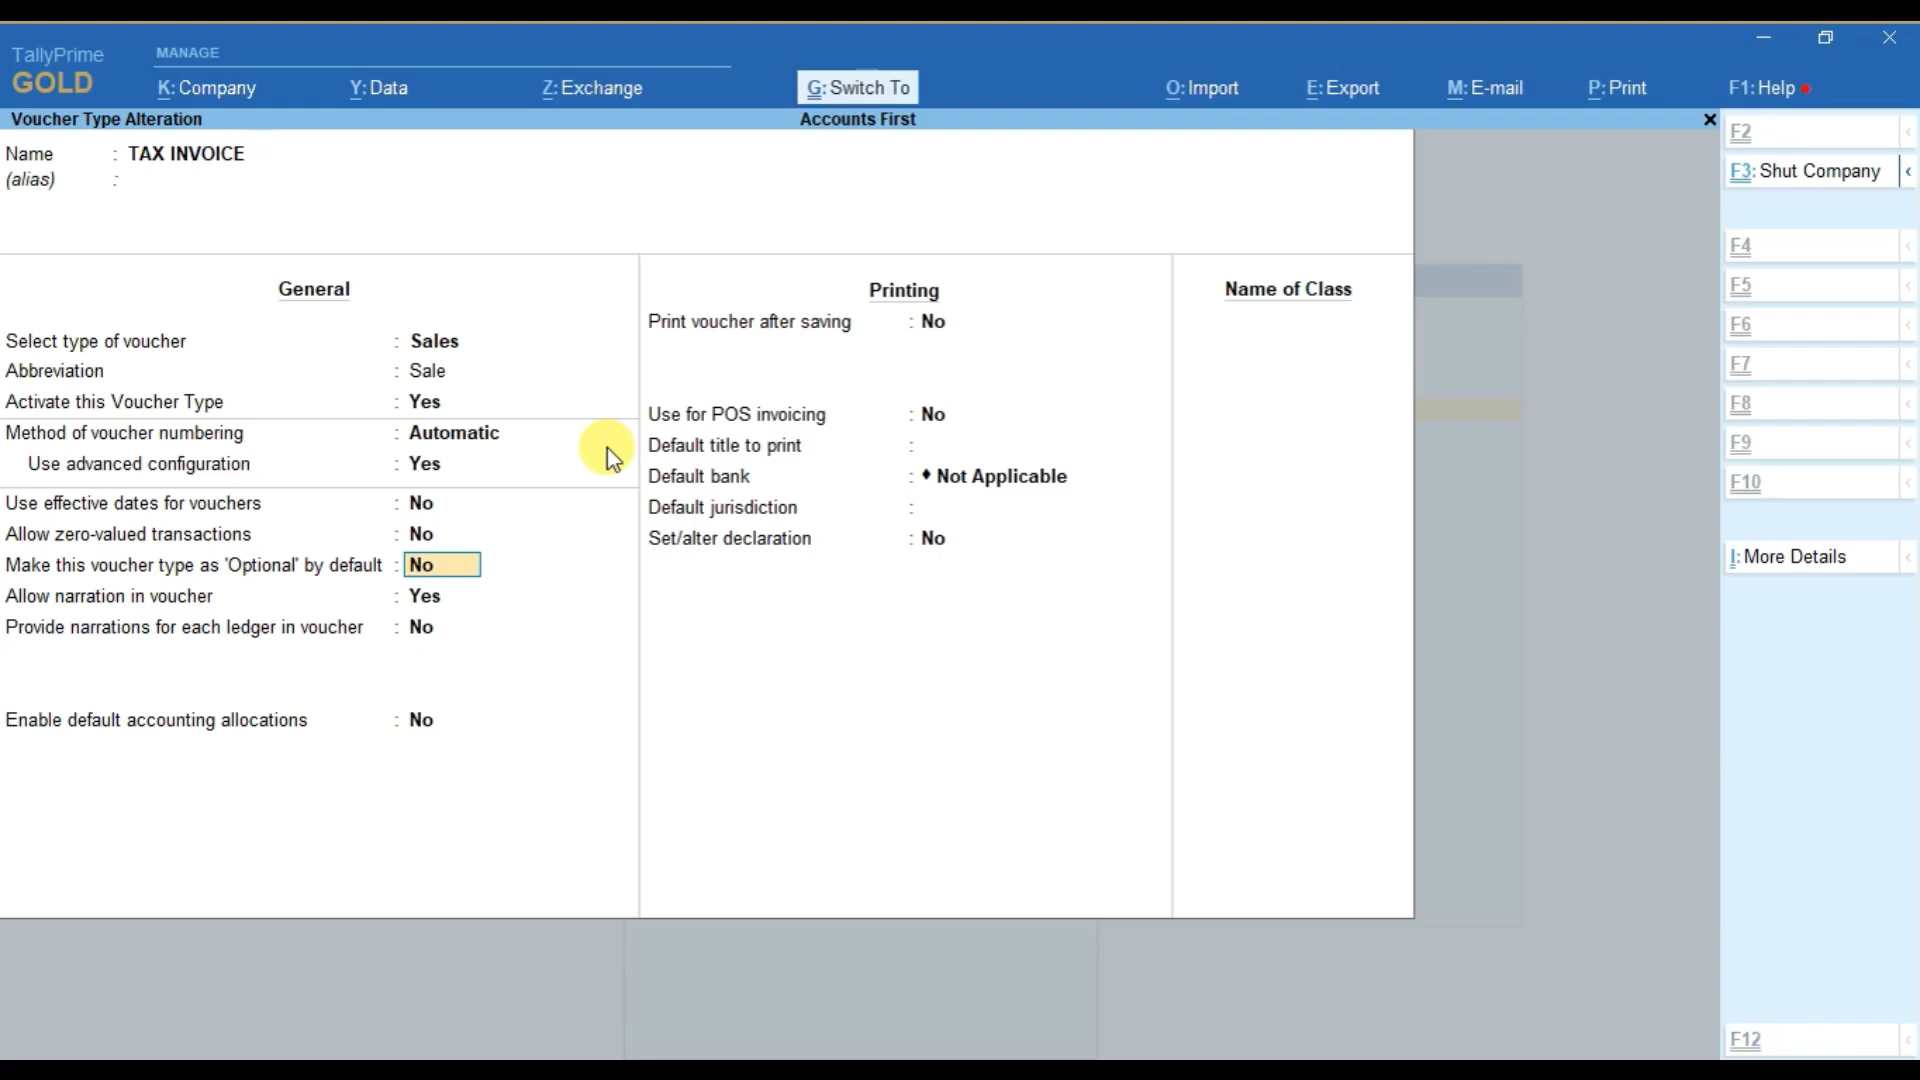 TallyPrime
GOLD
MANAGE
K: Company
Y: Data
Z: Exchange
G: Switch To
O: Import
E: Export
M: E-mail
P: Print
F1: Help
Voucher Type Alteration
Accounts First
Name : TAX INVOICE
(alias) :
General
Select type of voucher : Sales
Abbreviation : Sale
Activate this Voucher Type : Yes
Method of voucher numbering : Automatic
Use advanced configuration : Yes
Use effective dates for vouchers : No
Allow zero-valued transactions : No
Make this voucher type as 'Optional' by default : No
Allow narration in voucher : Yes
Provide narrations for each ledger in voucher : No
Enable default accounting allocations : No
Printing
Print voucher after saving : No
Use for POS invoicing : No
Default title to print :
Default bank : ♦ Not Applicable
Default jurisdiction :
Set/alter declaration : No
Name of Class
F2
F3: Shut Company
F4
F5
F6
F7
F8
F9
F10
I: More Details
F12